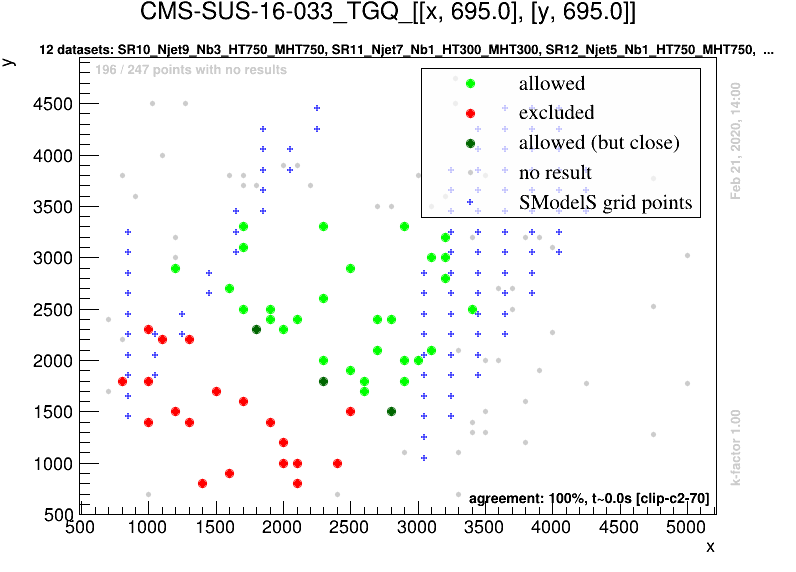 CMS-SUS-16-033_TGQ_[[x, 695.0], [y, 695.0]]
12 datasets: SR10_Njet9_Nb3_HT750_MHT750, SR11_Njet7_Nb1_HT300_MHT300, SR12_Njet5_Nb1_HT750_MHT750, ...
y
196 / 247 points with no results
allowed
excluded
allowed (but close)
no result
SModelS grid points
Feb 21, 2020, 14:00
4500
4000
3500
3000
2500
2000
1500
1000
500
k-factor 1.00
agreement: 100%, t~0.0s [clip-c2-70]
500 1000 1500 2000 2500 3000 3500 4000 4500 5000
x